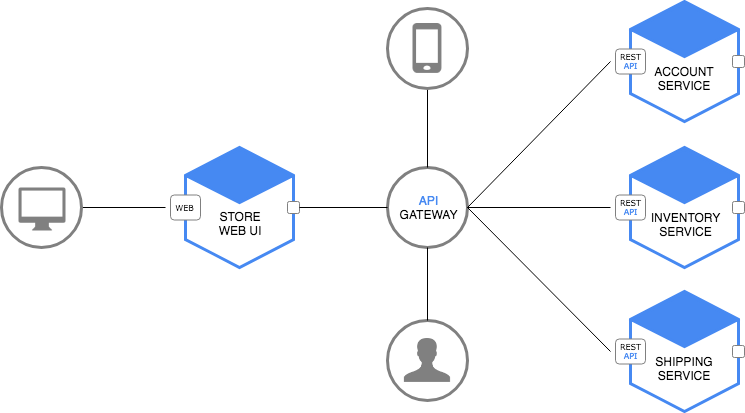 REST
API
ACCOUNT
SERVICE
WEB
STORE
WEB UI
API
GATEWAY
REST
API
INVENTORY
SERVICE
REST
API
SHIPPING
SERVICE